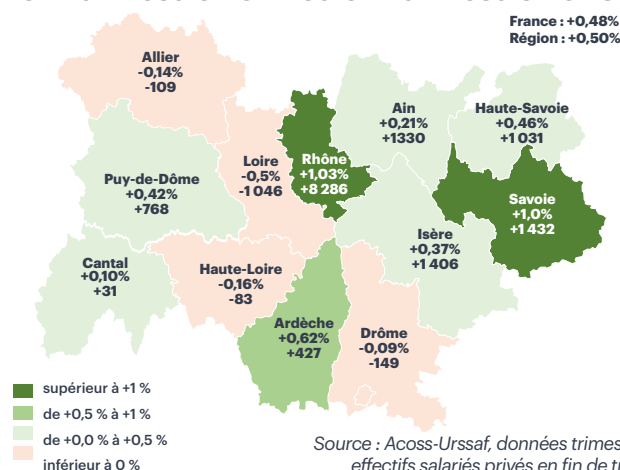 France : +0,48%
Région : +0,50%
Allier
-0,14%
-109
Ain
+0,21%
+1330
Haute-Savoie
+0,46%
+1 031
Loire
-0,5%
-1 046
Rhône
+1,03%
+8 286
Puy-de-Dôme
+0,42%
+768
Savoie
+1,0%
+1 432
Isère
+0,37%
+1 406
Cantal
+0,10%
+31
Haute-Loire
-0,16%
-83
Ardèche
+0,62%
+427
Drôme
-0,09%
-149
supérieur à +1 %
de +0,5 % à +1 %
de +0,0 % à +0,5 %
inférieur à 0 %
Source : Acoss-Urssaf, données trimes
effectifs salariés privés en fin de tr